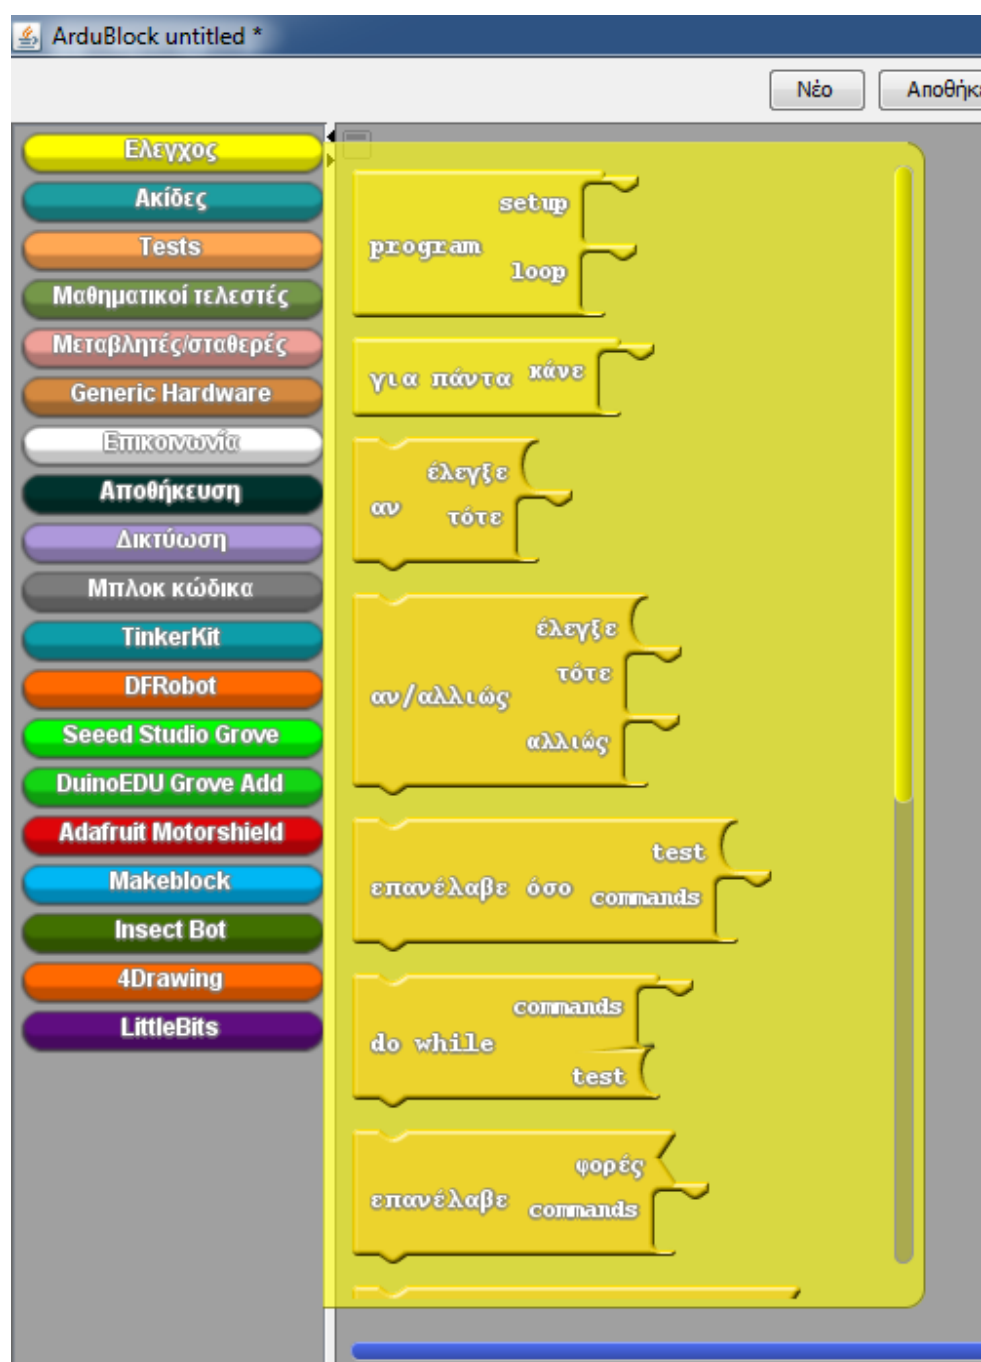 ArduBlock untitled *
Νέο
Ελεγχος
Ακίδες
Tests
Μαθηματικοί τελεστές
Μεταβλητές/σταθερές
Generic Hardware
Επικοινωνία
Αποθήκευση
Δικτύωση
Μπλοκ κώδικα
TinkerKit
DFRobot
Seeed Studio Grove
DuinoEDU Grove Add
Adafruit Motorshield
Makeblock
Insect Bot
4Drawing
LittleBits
setup
program
loop
για πάντα κάνε
έλεγξε
αν
τότε
έλεγξε
τότε
αν/αλλιώς
αλλιώς
test
επανέλαβε όσο commands
commands
do while
test
φορές
επανέλαβε commands